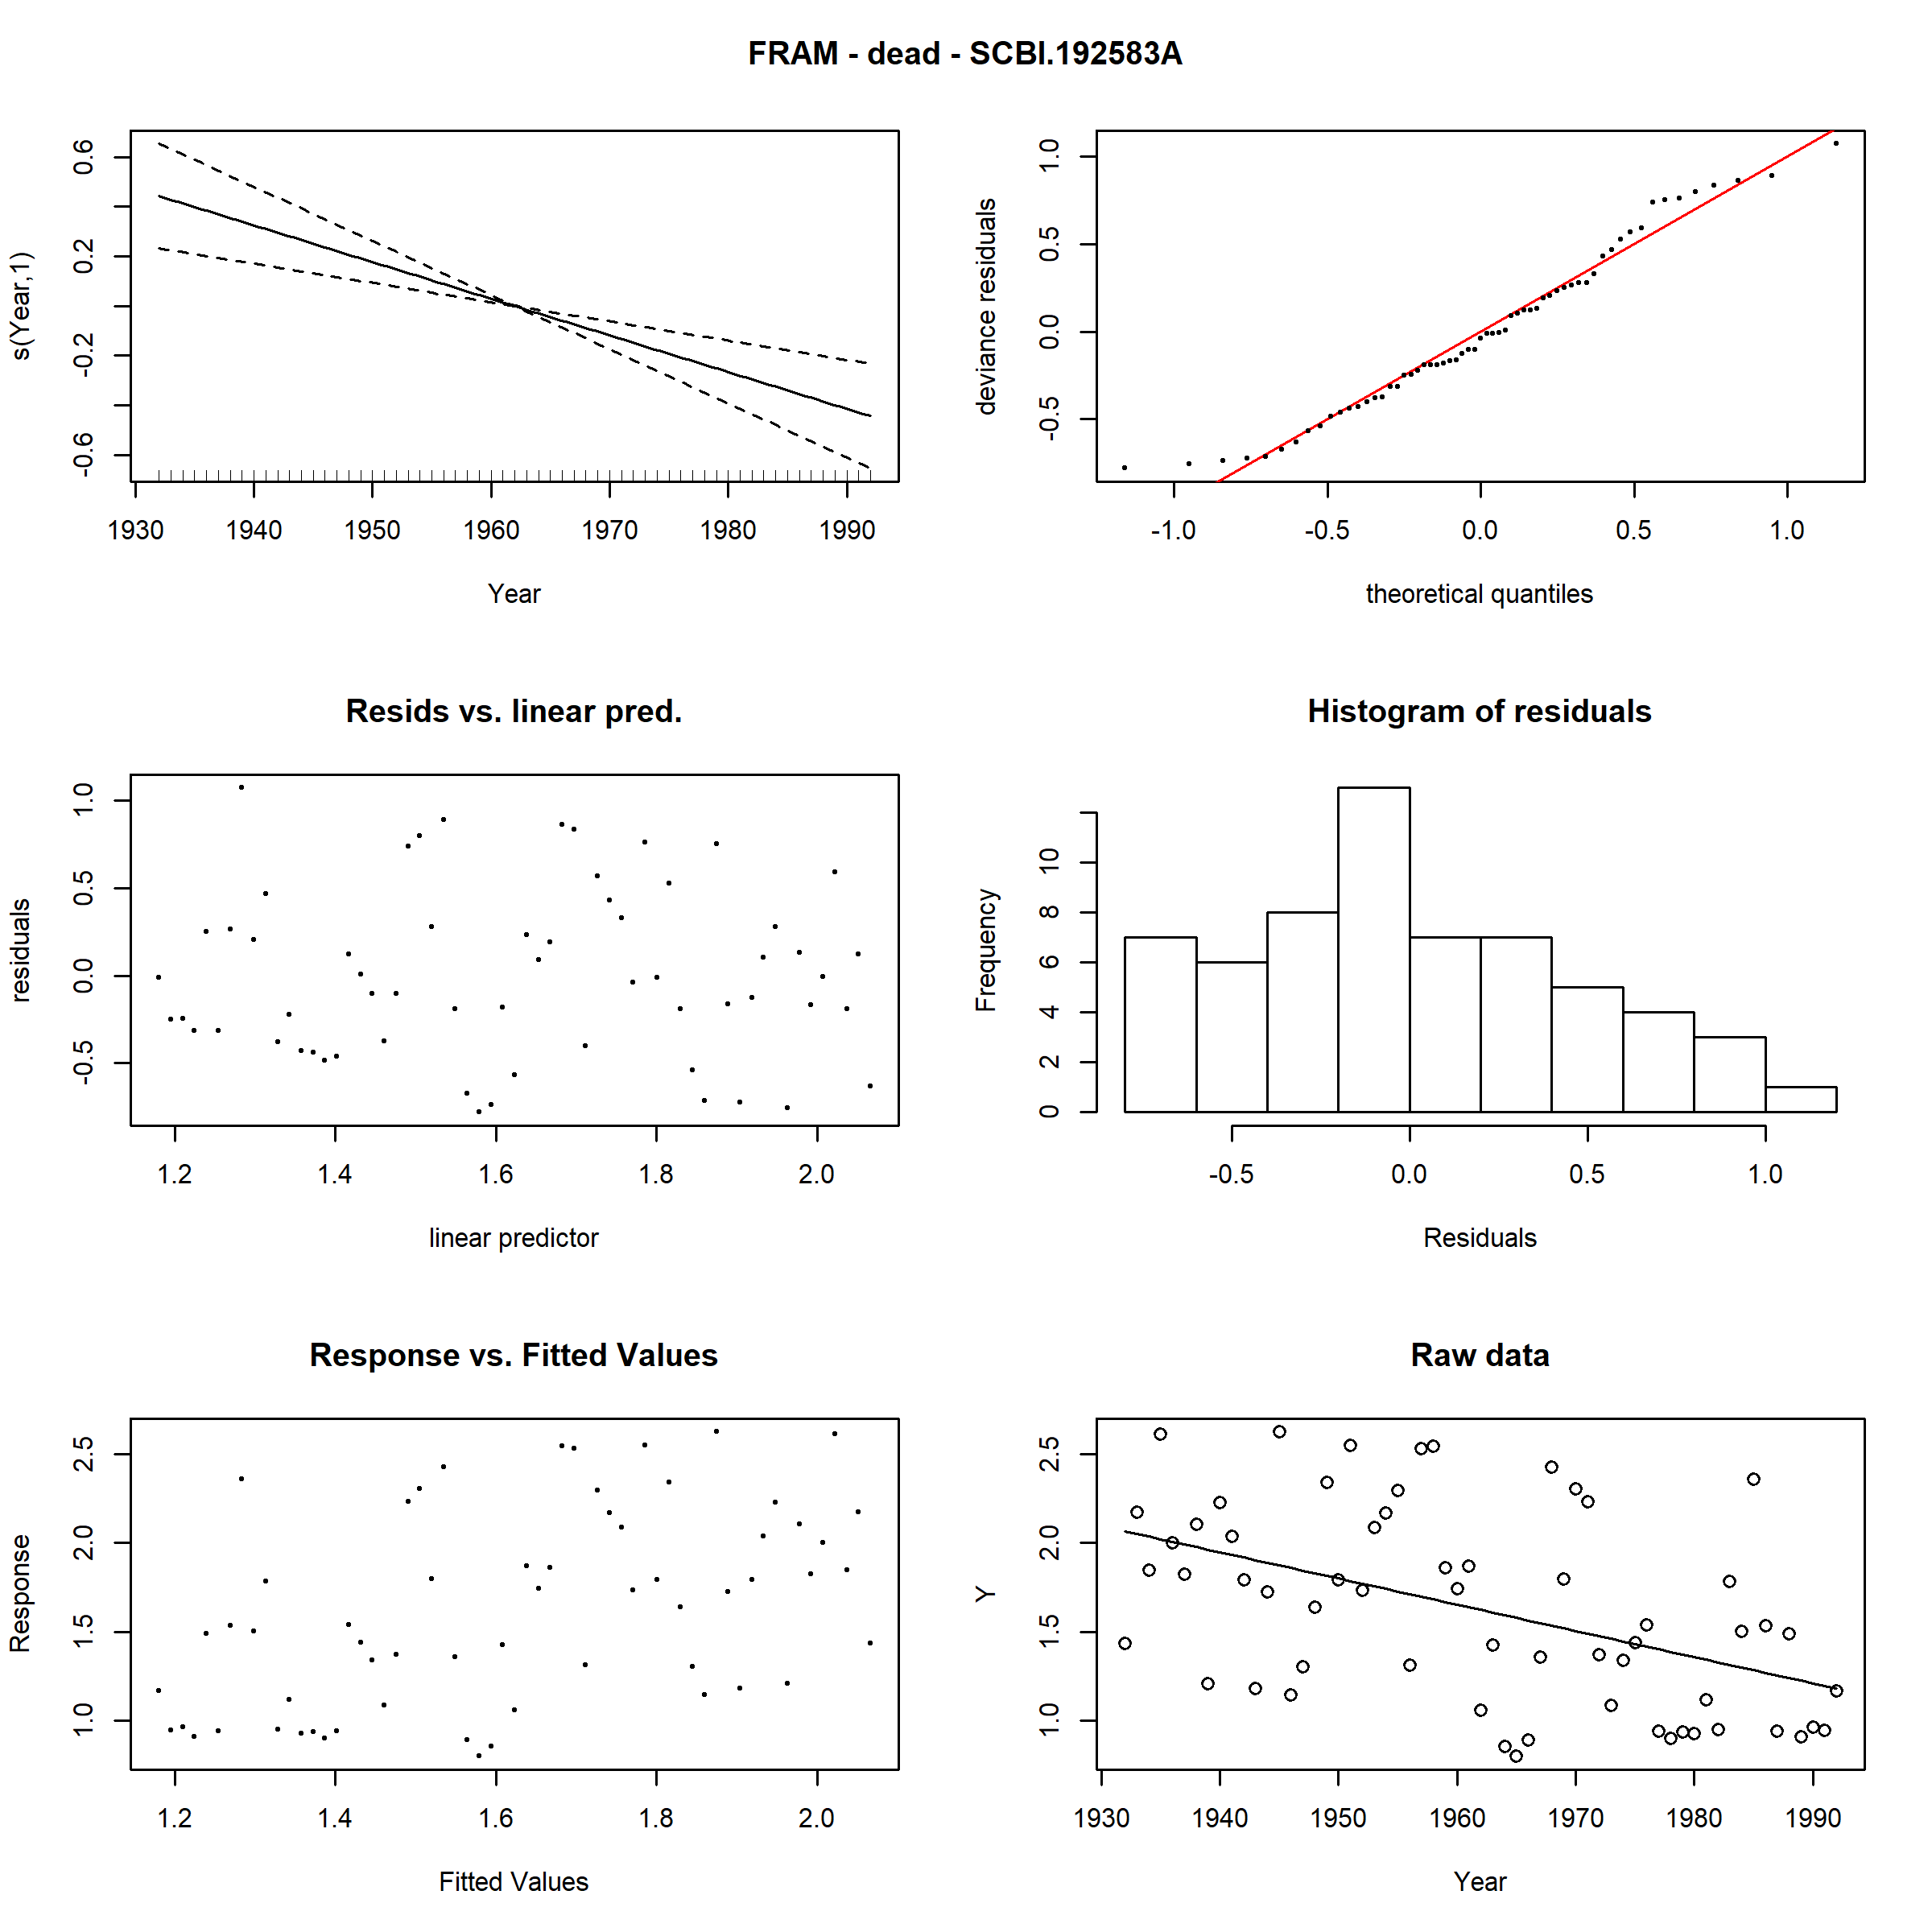 FRAM - dead - SCBI.192583A
s(Year,1)
0.6
0.2
-0.2
-0.6
1930 1940 1950 1960 1970 1980 1990
Year
deviance residuals
1.0
0.5
0.0
-0.5
-1.0 -0.5 0.0 0.5 1.0
theoretical quantiles
Resids vs. linear pred.
residuals
1.0
0.5
0.0
-0.5
1.2 1.4 1.6 1.8 2.0
linear predictor
Histogram of residuals
Frequency
10
8
6
4
2
0
-0.5 0.0 0.5 1.0
Residuals
Response vs. Fitted Values
Response
2.5
2.0
1.5
1.0
1.2 1.4 1.6 1.8 2.0
Fitted Values
Raw data
Y
2.5
2.0
1.5
1.0
1930 1940 1950 1960 1970 1980 1990
Year